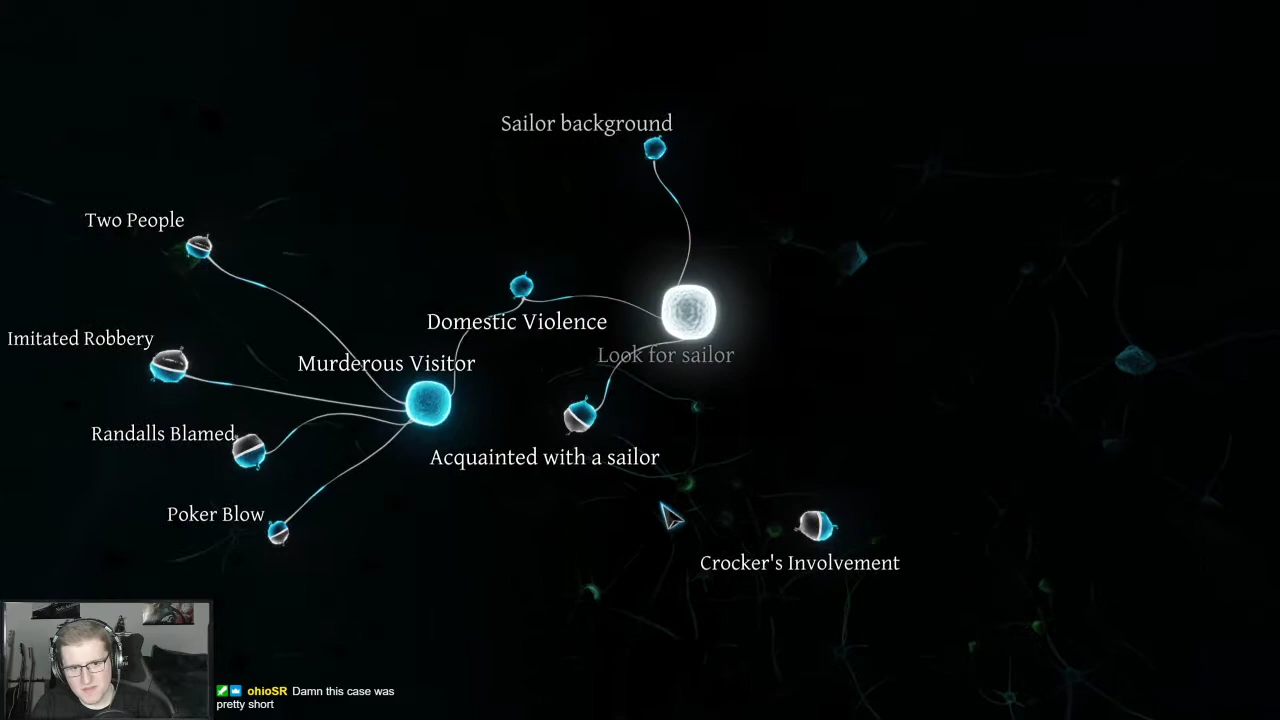 Sailor background
Two People
Domestic Violence
Imitated Robbery
Look for sailor
Murderous Visitor
Randalls Blamed
Acquainted with a sailor
Poker Blow
Crocker's Involvement
ohioSR Damn this case was
pretty short